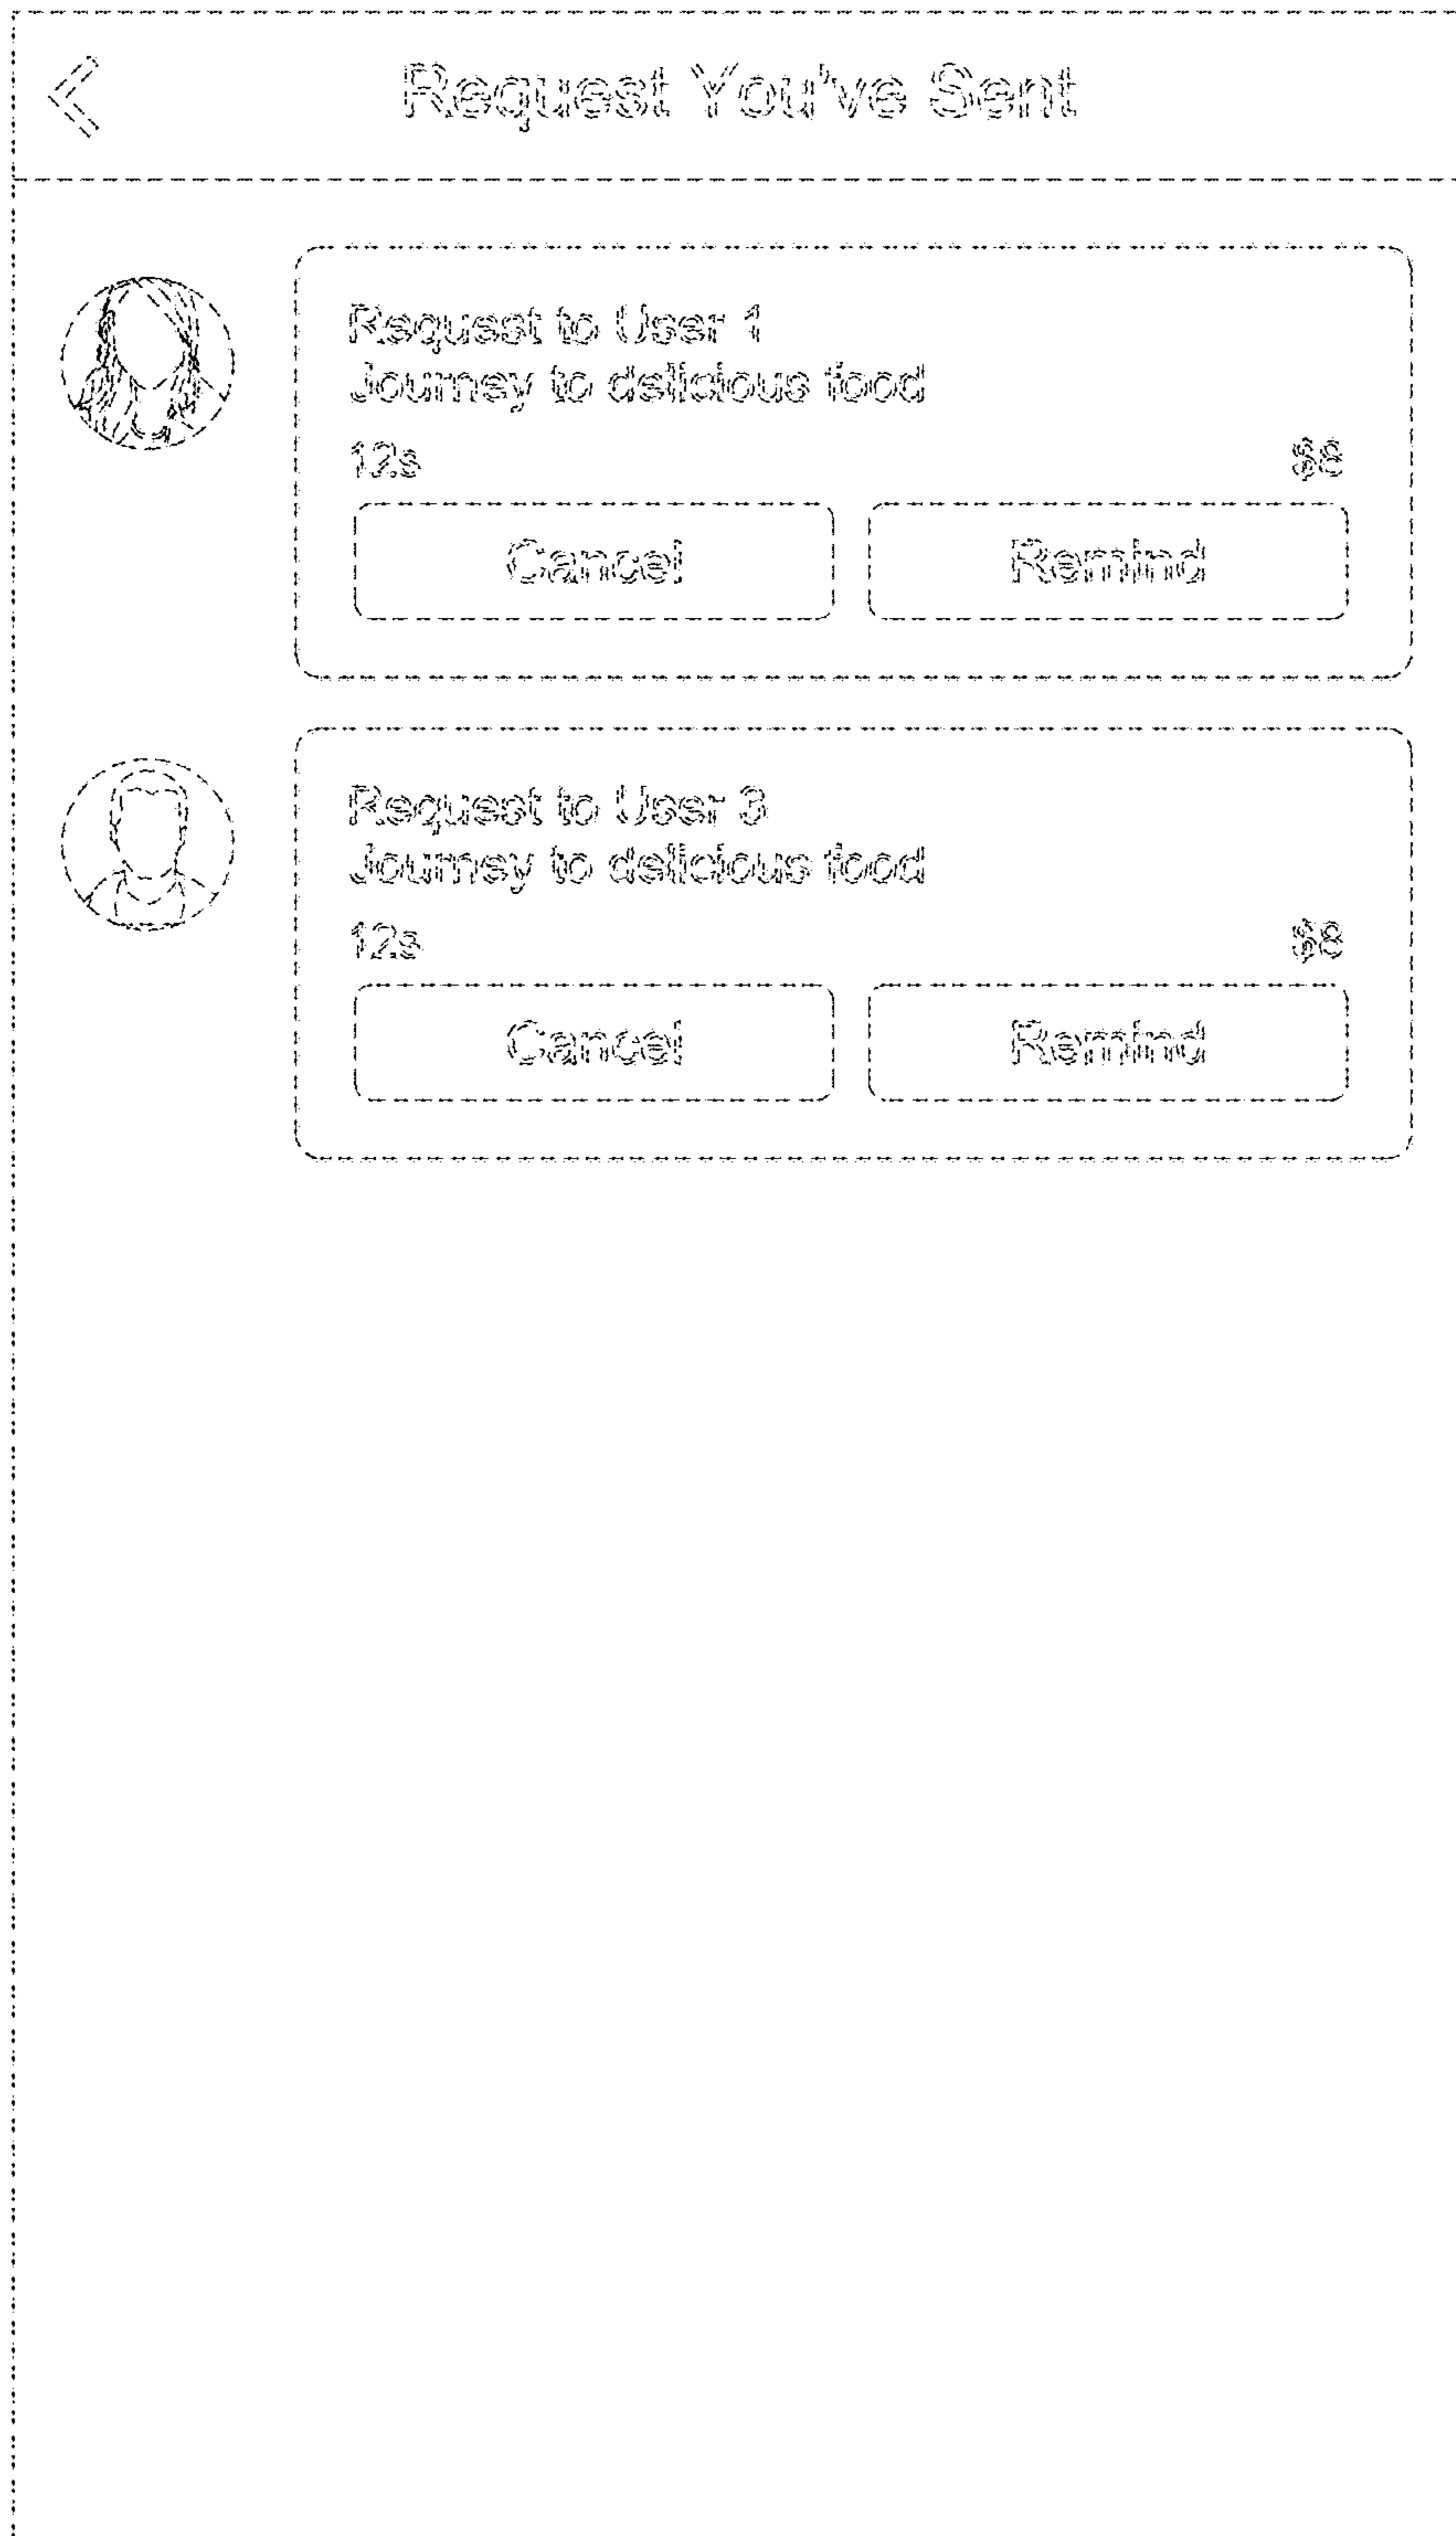 Request You've Sent
Request to User 1
Journey to delicious food
12s $8
Cancel Remind
Request to User 3
Journey to delicious food
12s $8
Cancel Remind